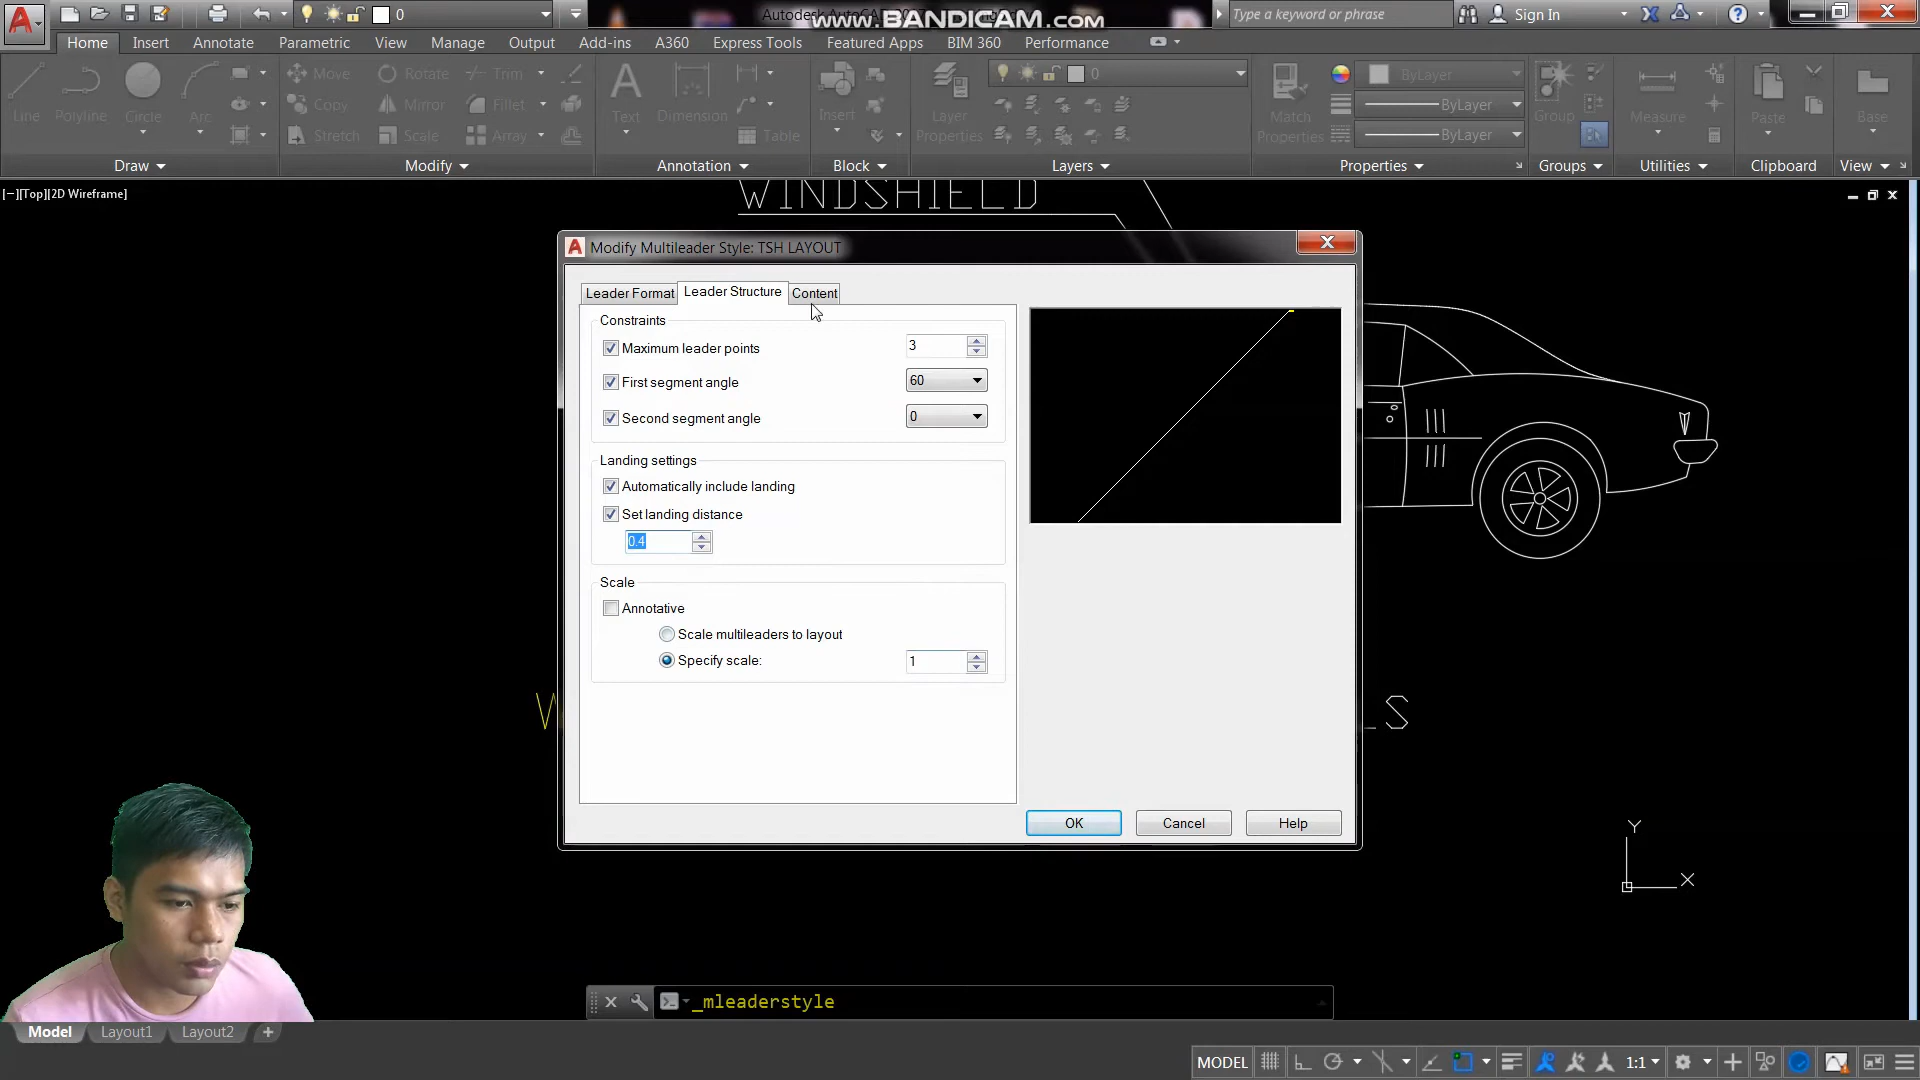 www.BANDICAM.com
0
Type a keyword or phrase
Sign In
Home Insert Annotate Parametric View Manage Output Add-ins A360 Express Tools Featured Apps BIM 360 Performance
Line Polyline Circle Arc
Move Rotate Trim
Copy Mirror Fillet
Stretch Scale Array
Text Dimension Table
Insert
Layer Properties
0
Match Properties
ByLayer
ByLayer
ByLayer
Group
Measure
Paste
Base
Draw Modify Annotation Block Layers Properties Groups Utilities Clipboard View
[−][Top][2D Wireframe]
WINDSHIELD
Modify Multileader Style: TSH LAYOUT
Leader Format Leader Structure Content
Constraints
Maximum leader points 3
First segment angle 60
Second segment angle 0
Landing settings
Automatically include landing
Set landing distance
0.4
Scale
Annotative
Scale multileaders to layout
Specify scale: 1
OK Cancel Help
Y
X
_mleaderstyle
Model Layout1 Layout2 +
MODEL 1:1